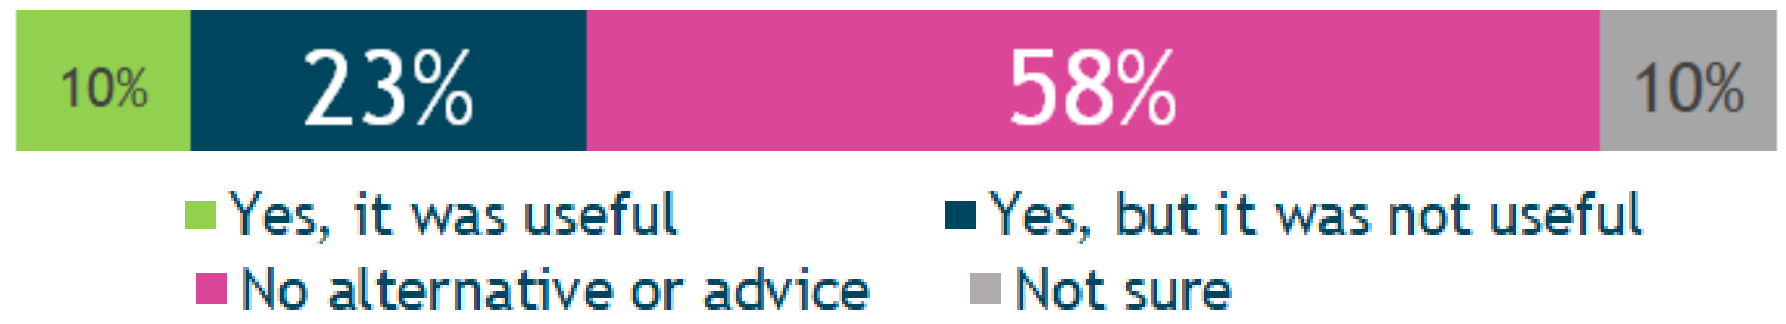 10% 23% 58% 10%
Yes, it was useful Yes, but it was not useful
No alternative or advice Not sure